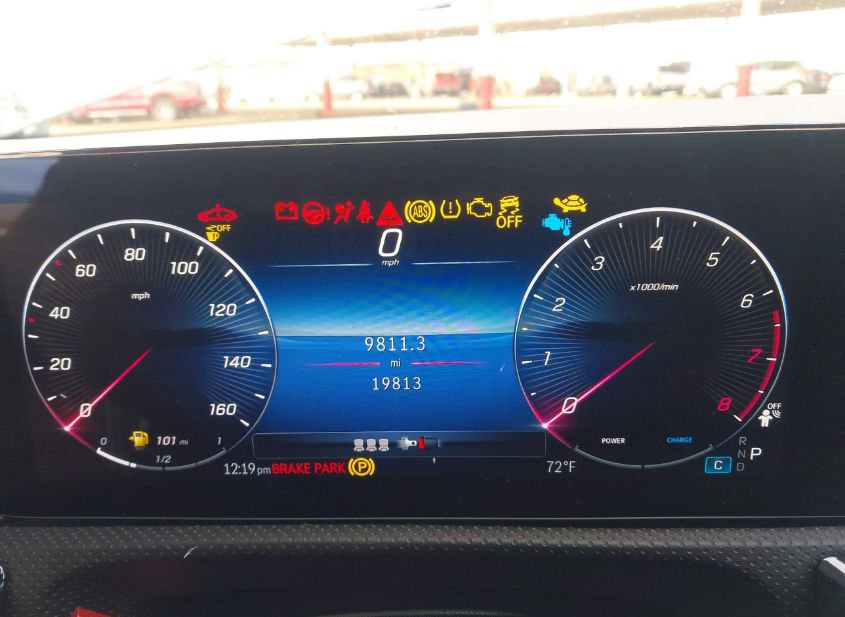 OFF
ABS
OFF
0
mph
20
40
60
80
100
120
140
160
0
mph
9811.3
mi
19813
0
1
2
3
4
5
6
7
8
x1000/min
POWER
CHARGE
OFF
0
101 mi
1
1/2
12:19 pm
BRAKE PARK
P
72°F
C
R
N
D
P